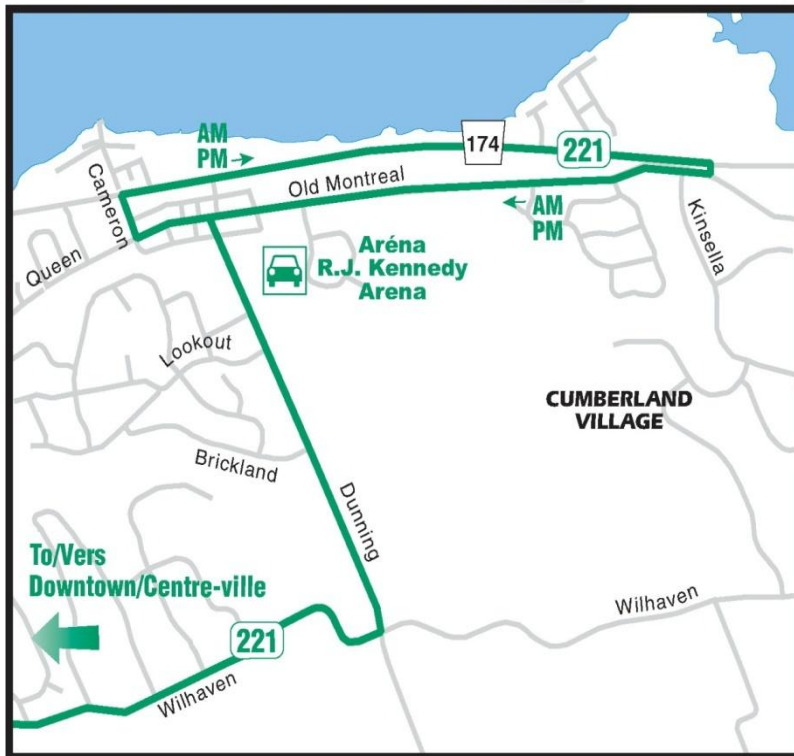 AM
PM
174
221
Cameron
Old Montreal
AM
PM
Kinsella
Queen
Aréna
R.J. Kennedy
Arena
Lookout
CUMBERLAND
VILLAGE
Brickland
Dunning
To/Vers
Downtown/Centre-ville
Wilhaven
221
Wilhaven